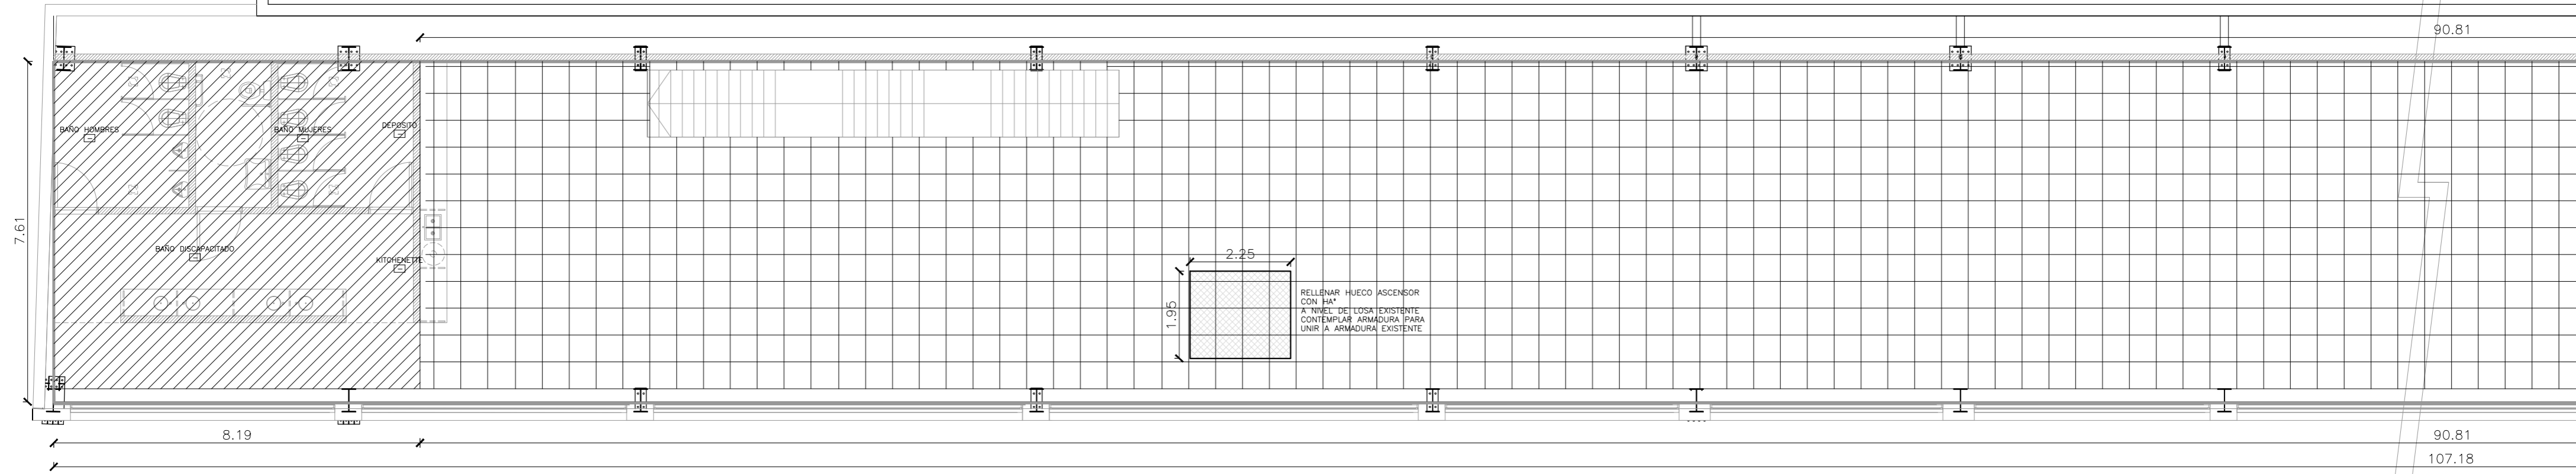 90.81
7.61
BAÑO HOMBRES
BAÑO MUJERES
DEPOSITO
BAÑO DISCAPACITADO
KITCHENETTE
2.25
1.95
RELLENAR HUECO ASCENSOR
CON HAº
A NIVEL DE LOSA EXISTENTE
CONTEMPLAR ARMADURA PARA
UNIR A ARMADURA EXISTENTE
8.19
90.81
107.18